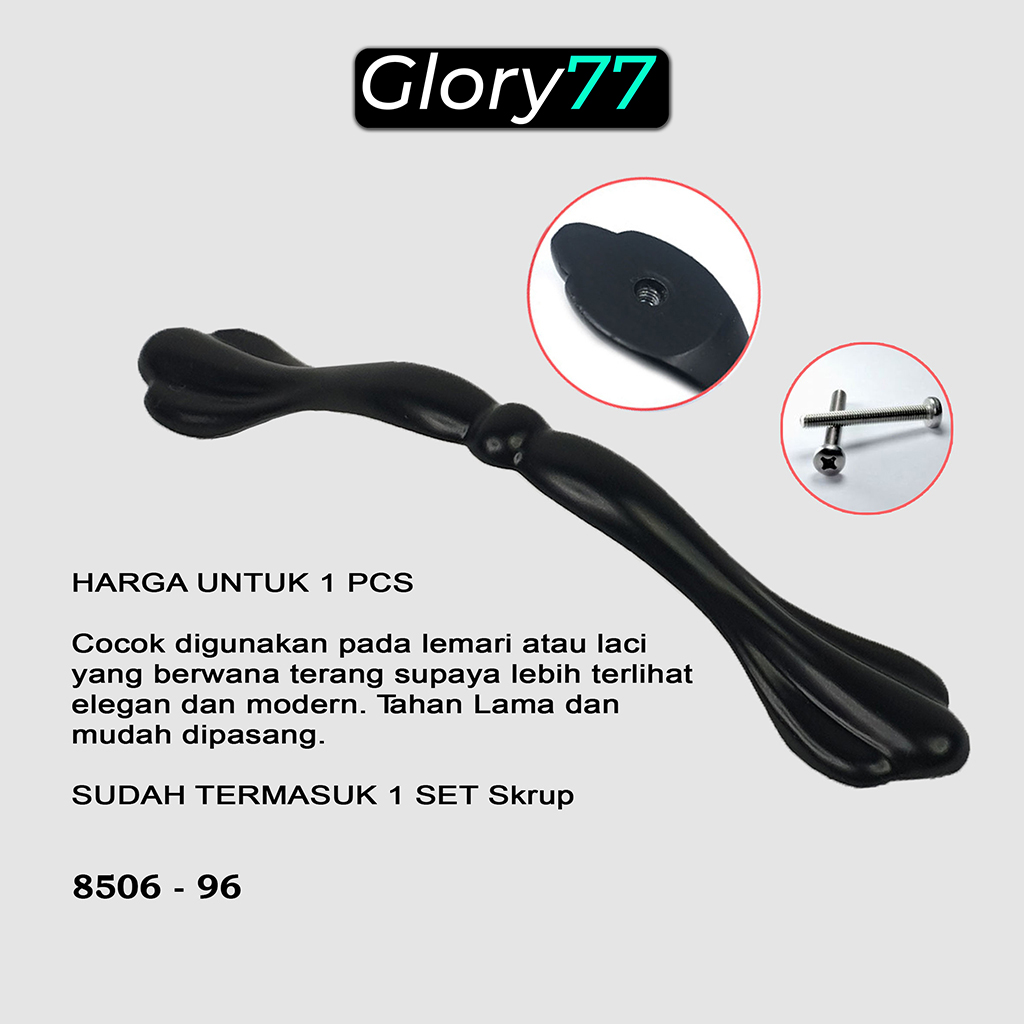 Glory77
HARGA UNTUK 1 PCS
Cocok digunakan pada lemari atau laci
yang berwana terang supaya lebih terlihat
elegan dan modern. Tahan Lama dan
mudah dipasang.
SUDAH TERMASUK 1 SET Skrup
8506 - 96